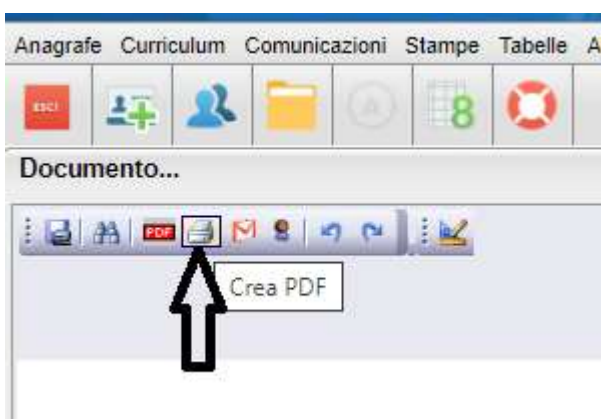 Anagrafe Curriculum Comunicazioni Stampe Tabelle A
ESCI A 8
Documento...
PDF
Crea PDF